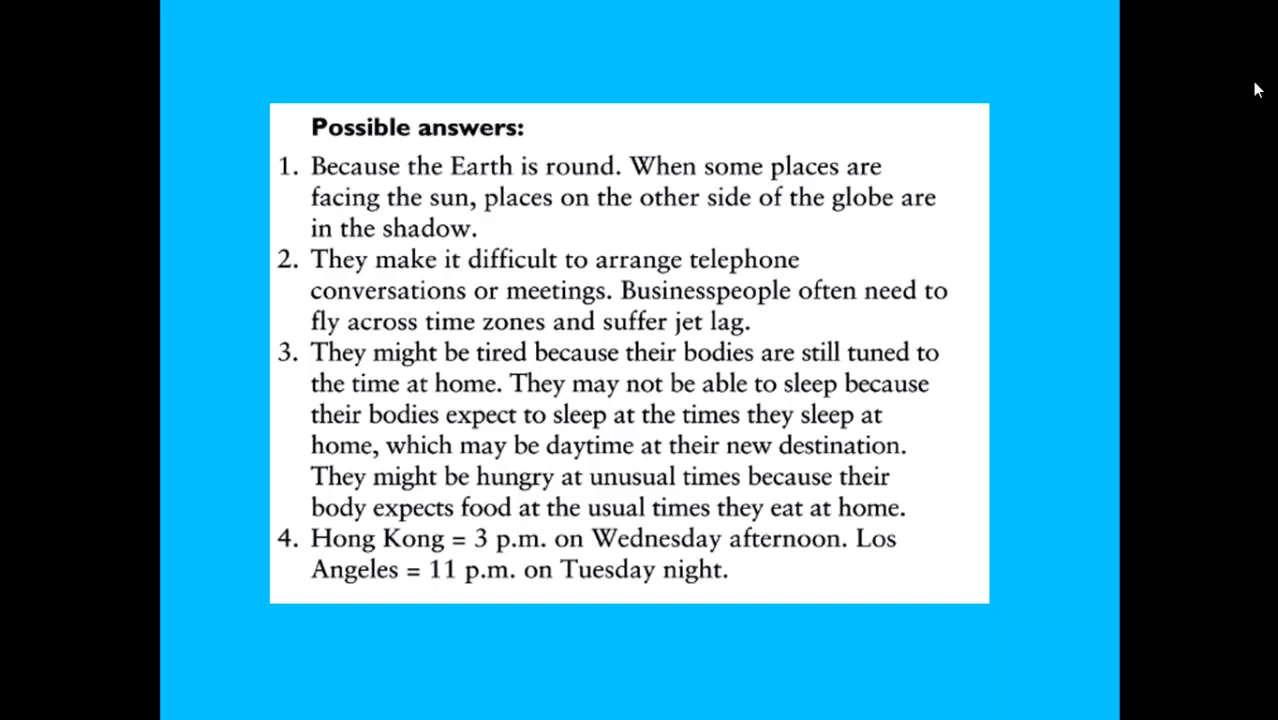 Possible answers:
1. Because the Earth is round. When some places are
facing the sun, places on the other side of the globe are
in the shadow.
2. They make it difficult to arrange telephone
conversations or meetings. Businesspeople often need to
fly across time zones and suffer jet lag.
3. They might be tired because their bodies are still tuned to
the time at home. They may not be able to sleep because
their bodies expect to sleep at the times they sleep at
home, which may be daytime at their new destination.
They might be hungry at unusual times because their
body expects food at the usual times they eat at home.
4. Hong Kong = 3 p.m. on Wednesday afternoon. Los
Angeles = 11 p.m. on Tuesday night.